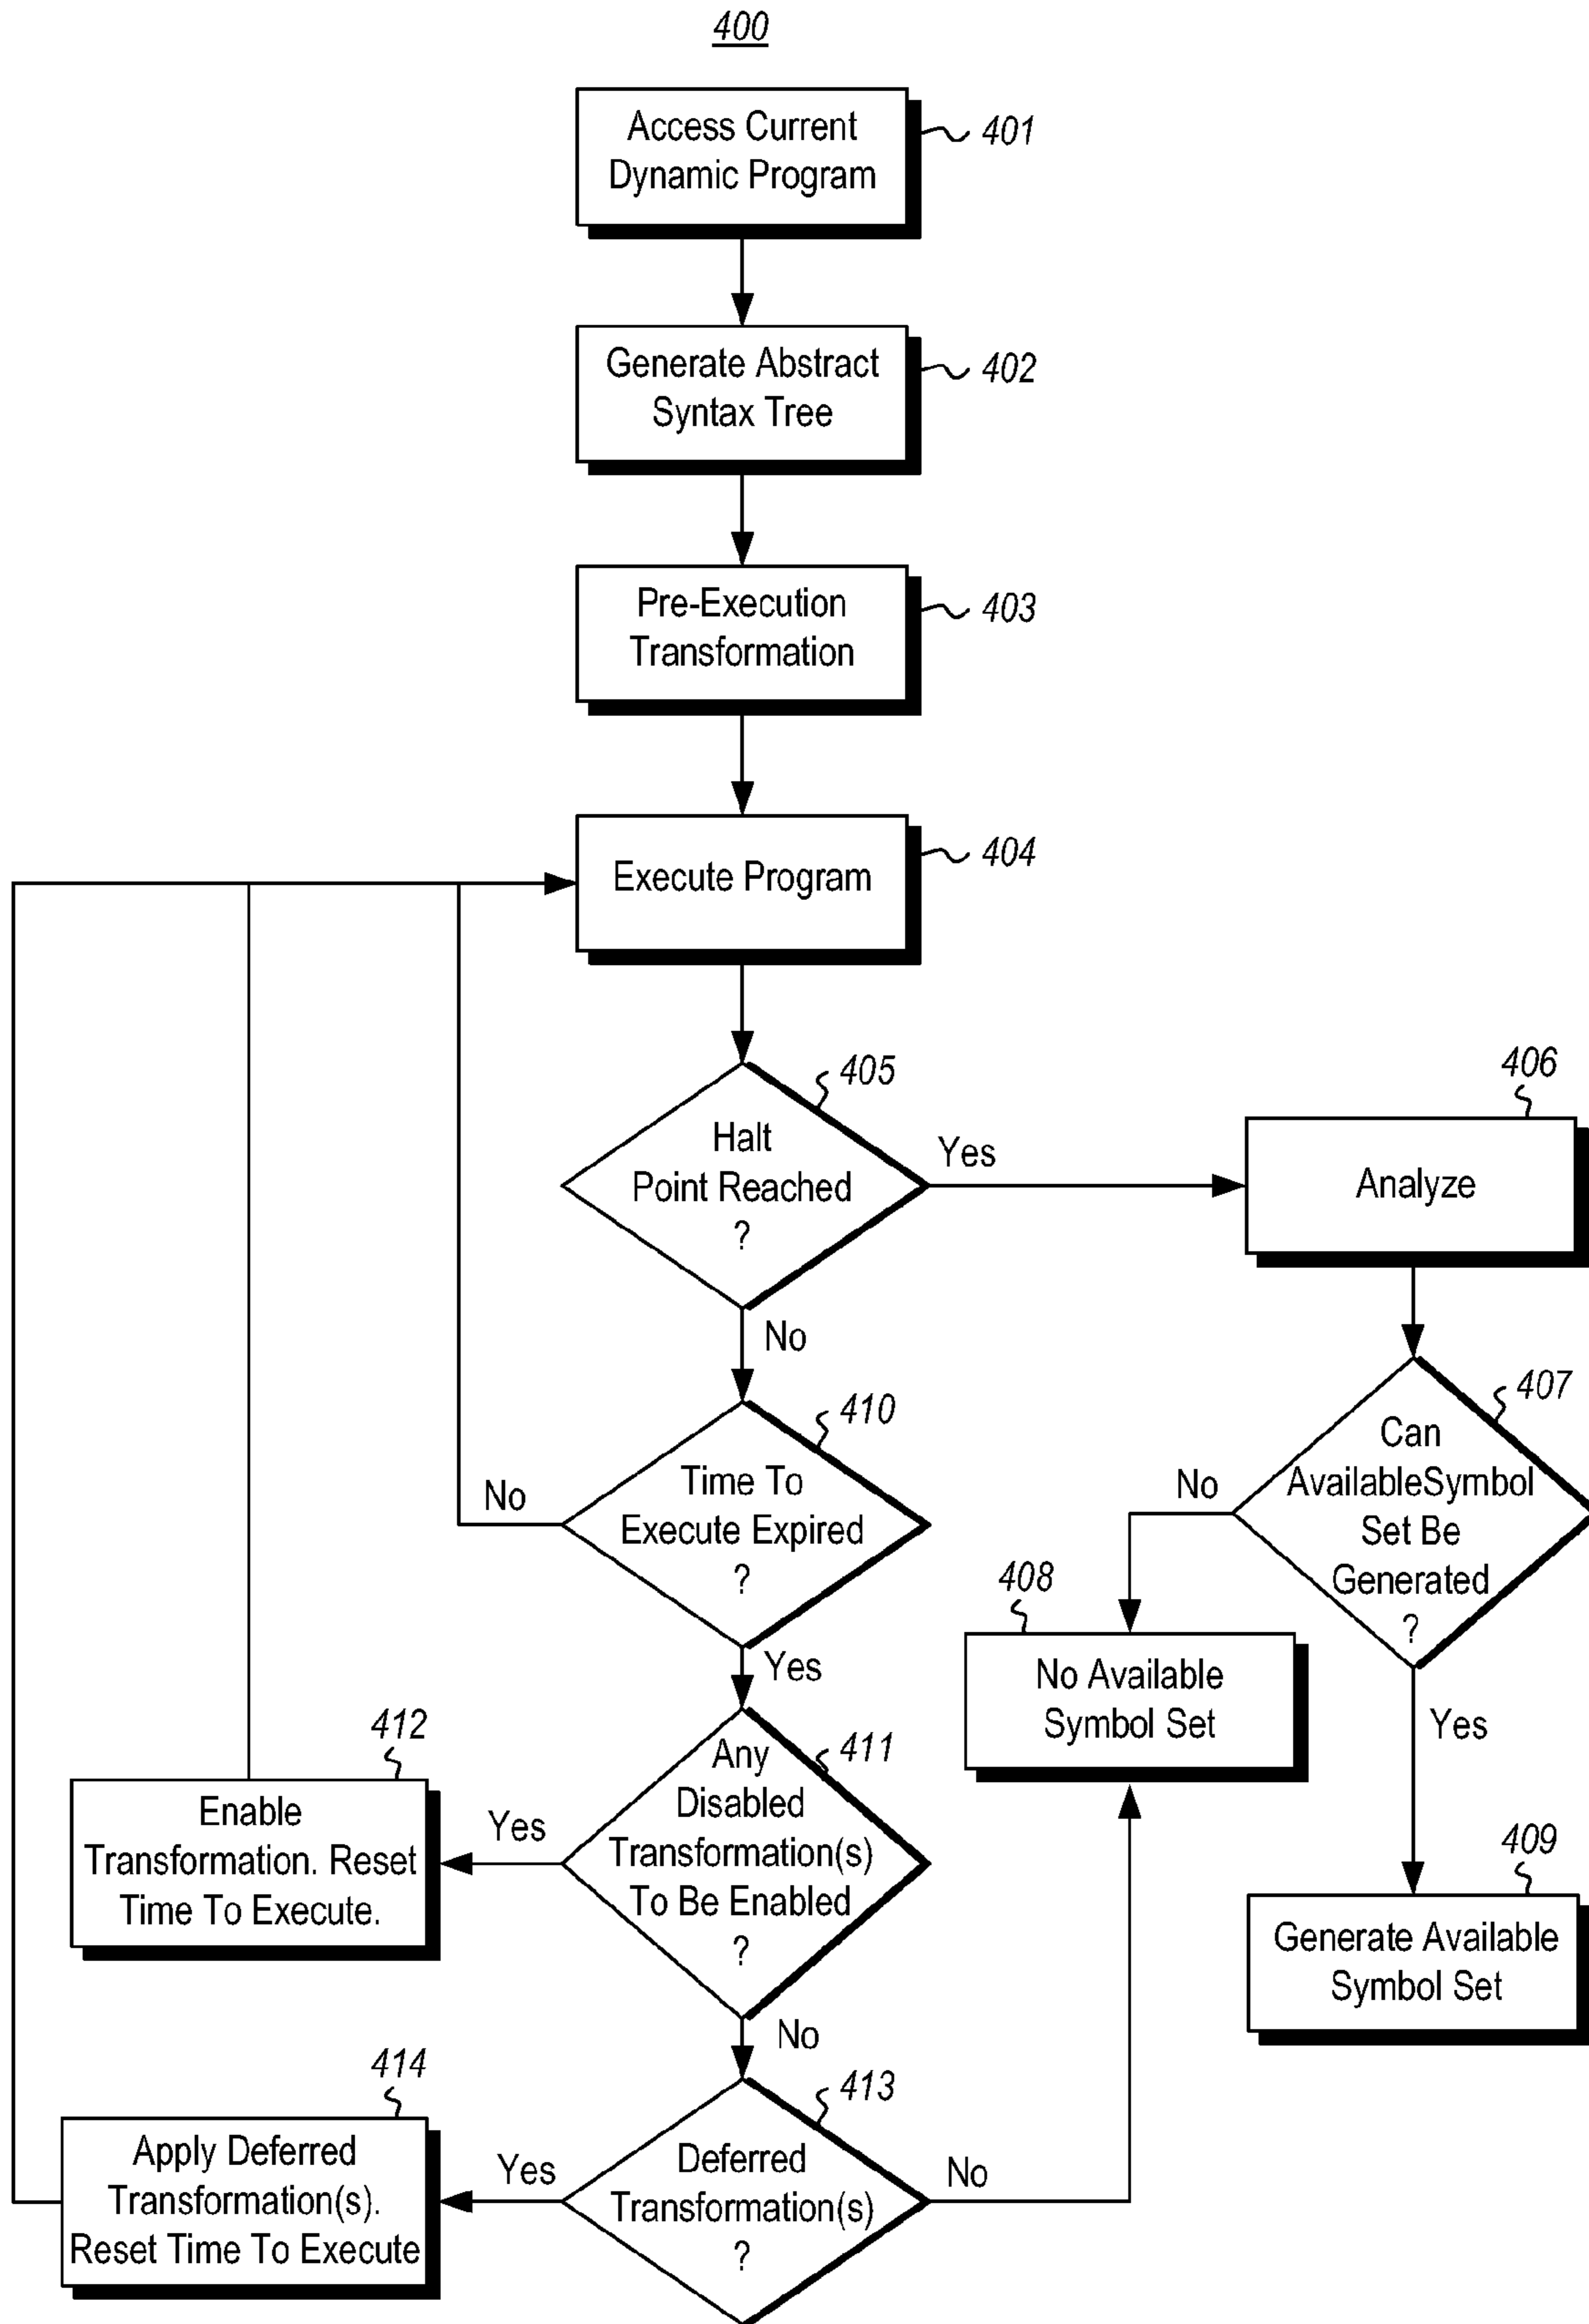 400
Access Current
Dynamic Program
401
Generate Abstract
Syntax Tree
402
Pre-Execution
Transformation
403
Execute Program
404
405
Halt
Point Reached
?
Yes
No
406
Analyze
407
Can
AvailableSymbol
Set Be
Generated
?
No
Yes
408
No Available
Symbol Set
409
Generate Available
Symbol Set
410
Time To
Execute Expired
?
No
Yes
411
Any
Disabled
Transformation(s)
To Be Enabled
?
Yes
No
412
Enable
Transformation. Reset
Time To Execute.
413
Deferred
Transformation(s)
?
Yes
No
414
Apply Deferred
Transformation(s).
Reset Time To Execute